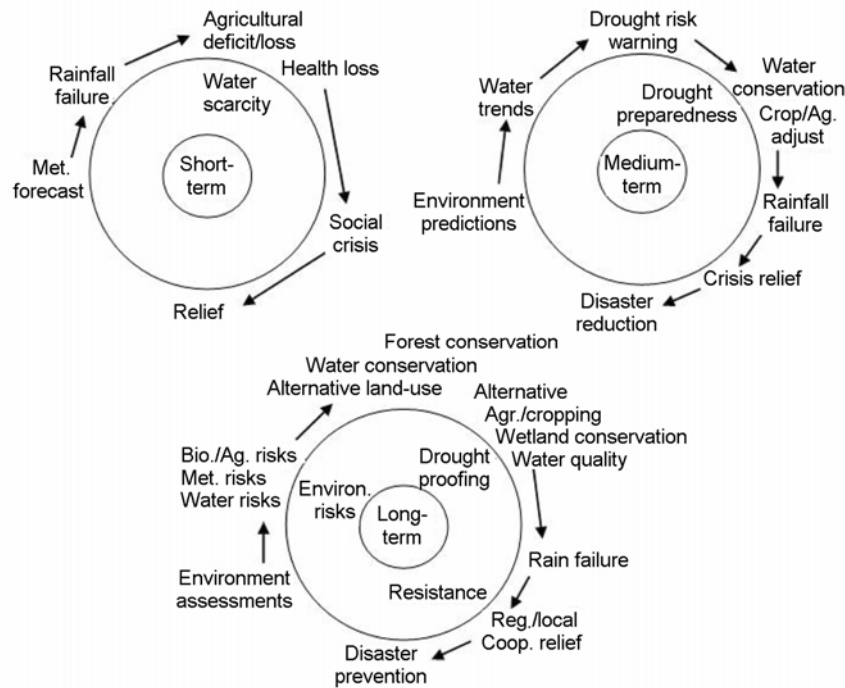 Agricultural
deficit/loss
Rainfall
failure
Water
scarcity
Health loss
Met.
forecast
Short-
term
Social
crisis
Relief
Drought risk
warning
Water
trends
Drought
preparedness
Water
conservation
Crop/Ag.
adjust
Environment
predictions
Medium-
term
Rainfall
failure
Crisis relief
Disaster
reduction
Forest conservation
Water conservation
Alternative land-use
Alternative
Agr./cropping
Wetland conservation
Water quality
Bio./Ag. risks
Met. risks
Water risks
Environ.
risks
Drought
proofing
Long-
term
Environment
assessments
Resistance
Rain failure
Reg./local
Coop. relief
Disaster
prevention